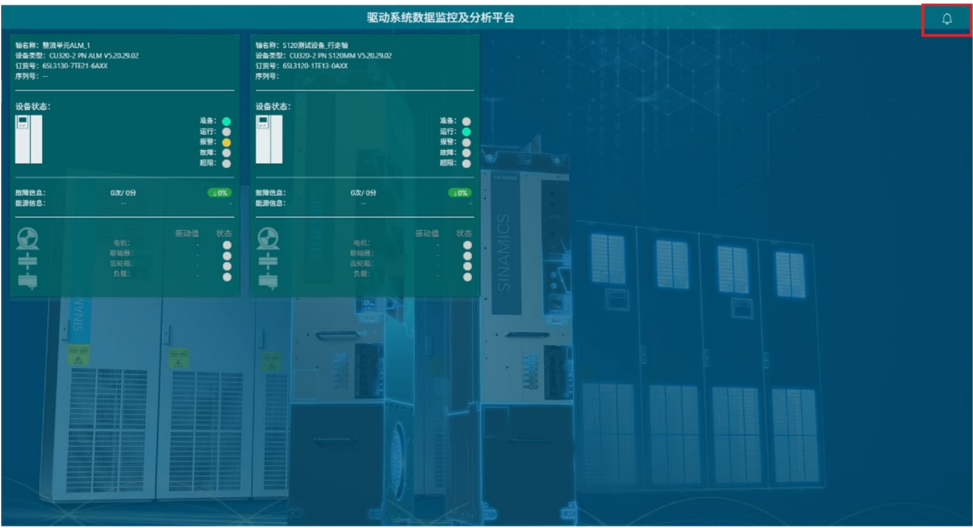 驱动系统数据监控及分析平台
轴名称：整流单元ALM_1
设备类型：CU320-2 PN ALM V5.20.29.02
订货号：6SL3130-7TE21-6AXX
序列号：--
设备状态：
准备：
运行：
报警：
故障：
超限：
故障信息： 0次/ 0分 ↓0%
能源信息： -- -
振动值 状态
电机： -
联轴器： -
齿轮箱： -
负载： -
轴名称：S120测试设备_行走轴
设备类型：CU320-2 PN S120MM V5.20.29.02
订货号：6SL3120-1TE13-0AXX
序列号：
设备状态：
准备：
运行：
报警：
故障：
超限：
故障信息： 0次/ 0分 ↓0%
能源信息： -- -
振动值 状态
电机： -
联轴器： -
齿轮箱： -
负载： -
SIEMENS
SINAMICS
SINAM